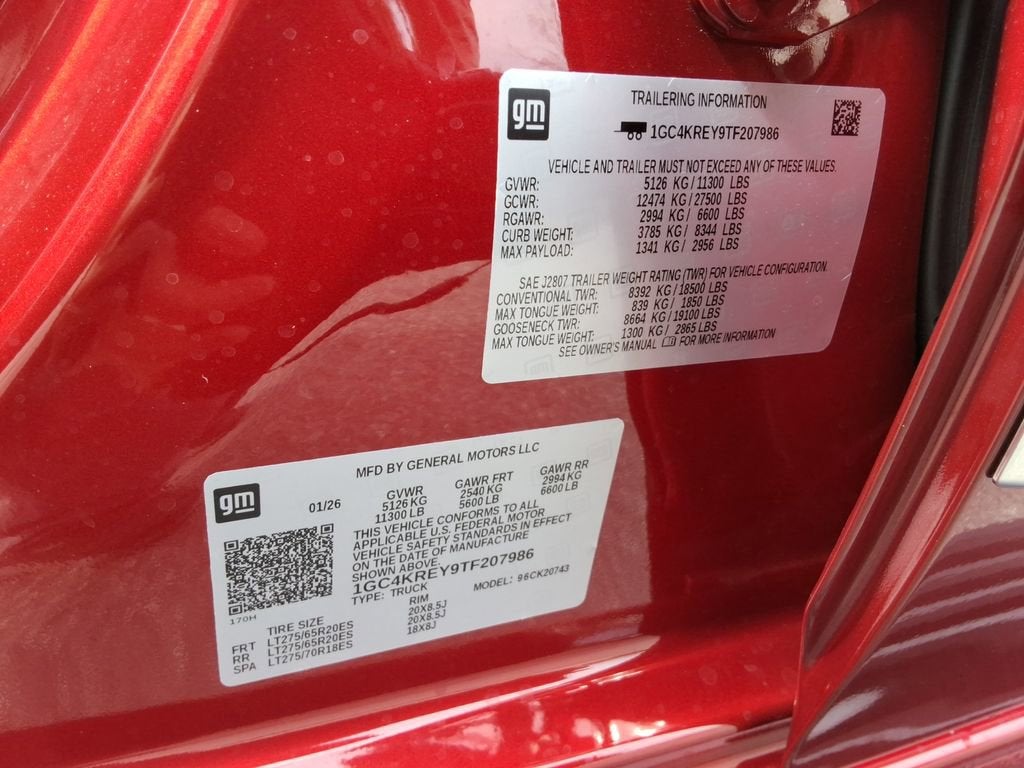 gm
TRAILERING INFORMATION
1GC4KREY9TF207986
VEHICLE AND TRAILER MUST NOT EXCEED ANY OF THESE VALUES.
GVWR: 5126 KG / 11300 LBS
GCWR: 12474 KG / 27500 LBS
RGAWR: 2994 KG / 6600 LBS
CURB WEIGHT: 3785 KG / 8344 LBS
MAX PAYLOAD: 1341 KG / 2956 LBS
SAE J2807 TRAILER WEIGHT RATING (TWR) FOR VEHICLE CONFIGURATION.
CONVENTIONAL TWR: 8392 KG / 18500 LBS
MAX TONGUE WEIGHT: 839 KG / 1850 LBS
GOOSENECK TWR: 8664 KG / 19100 LBS
MAX TONGUE WEIGHT: 1300 KG / 2865 LBS
SEE OWNER'S MANUAL FOR MORE INFORMATION
MFD BY GENERAL MOTORS LLC
gm
01/26
GVWR GAWR FRT GAWR RR
5126 KG 2540 KG 2994 KG
11300 LB 5600 LB 6600 LB
THIS VEHICLE CONFORMS TO ALL
APPLICABLE U.S. FEDERAL MOTOR
VEHICLE SAFETY STANDARDS IN EFFECT
ON THE DATE OF MANUFACTURE
SHOWN ABOVE.
1GC4KREY9TF207986
TYPE: TRUCK MODEL: 96CK20743
170H
TIRE SIZE RIM
FRT LT275/65R20ES 20X8.5J
RR LT275/65R20ES 20X8.5J
SPA LT275/70R18ES 18X8J